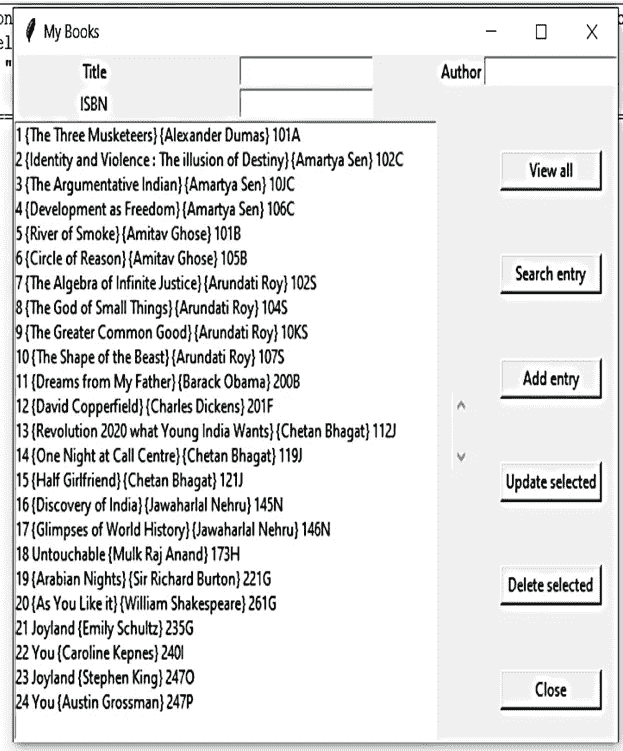 My Books
Title
Author
ISBN
1 {The Three Musketeers} {Alexander Dumas} 101A
2 {Identity and Violence : The illusion of Destiny} {Amartya Sen} 102C
3 {The Argumentative Indian} {Amartya Sen} 10JC
4 {Development as Freedom} {Amartya Sen} 106C
5 {River of Smoke} {Amitav Ghose} 101B
6 {Circle of Reason} {Amitav Ghose} 105B
7 {The Algebra of Infinite Justice} {Arundati Roy} 102S
8 {The God of Small Things} {Arundati Roy} 104S
9 {The Greater Common Good} {Arundati Roy} 10KS
10 {The Shape of the Beast} {Arundati Roy} 107S
11 {Dreams from My Father} {Barack Obama} 200B
12 {David Copperfield} {Charles Dickens} 201F
13 {Revolution 2020 what Young India Wants} {Chetan Bhagat} 112J
14 {One Night at Call Centre} {Chetan Bhagat} 119J
15 {Half Girlfriend} {Chetan Bhagat} 121J
16 {Discovery of India} {Jawaharlal Nehru} 145N
17 {Glimpses of World History} {Jawaharlal Nehru} 146N
18 Untouchable {Mulk Raj Anand} 173H
19 {Arabian Nights} {Sir Richard Burton} 221G
20 {As You Like it} {William Shakespeare} 261G
21 Joyland {Emily Schultz} 235G
22 You {Caroline Kepnes} 240I
23 Joyland {Stephen King} 247O
24 You {Austin Grossman} 247P
View all
Search entry
Add entry
Update selected
Delete selected
Close